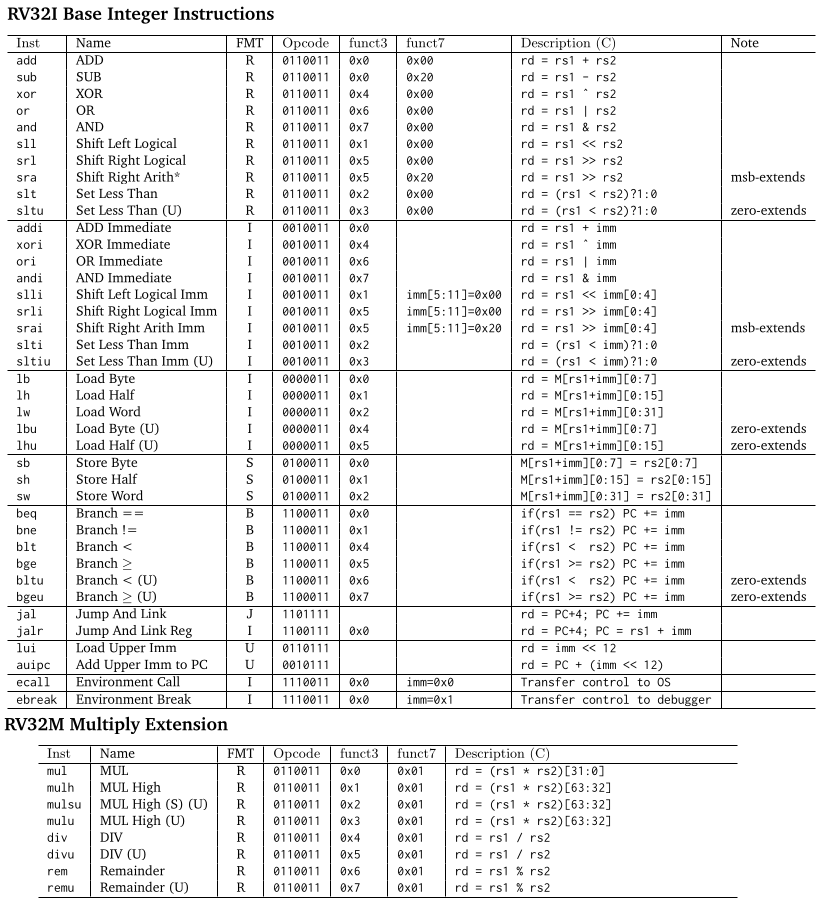 RV32I Base Integer Instructions
Inst Name FMT Opcode funct3 funct7 Description (C) Note
add ADD R 0110011 0x0 0x00 rd = rs1 + rs2
sub SUB R 0110011 0x0 0x20 rd = rs1 - rs2
xor XOR R 0110011 0x4 0x00 rd = rs1 ˆ rs2
or OR R 0110011 0x6 0x00 rd = rs1 | rs2
and AND R 0110011 0x7 0x00 rd = rs1 & rs2
sll Shift Left Logical R 0110011 0x1 0x00 rd = rs1 << rs2
srl Shift Right Logical R 0110011 0x5 0x00 rd = rs1 >> rs2
sra Shift Right Arith* R 0110011 0x5 0x20 rd = rs1 >> rs2 msb-extends
slt Set Less Than R 0110011 0x2 0x00 rd = (rs1 < rs2)?1:0
sltu Set Less Than (U) R 0110011 0x3 0x00 rd = (rs1 < rs2)?1:0 zero-extends
addi ADD Immediate I 0010011 0x0 rd = rs1 + imm
xori XOR Immediate I 0010011 0x4 rd = rs1 ˆ imm
ori OR Immediate I 0010011 0x6 rd = rs1 | imm
andi AND Immediate I 0010011 0x7 rd = rs1 & imm
slli Shift Left Logical Imm I 0010011 0x1 imm[5:11]=0x00 rd = rs1 << imm[0:4]
srli Shift Right Logical Imm I 0010011 0x5 imm[5:11]=0x00 rd = rs1 >> imm[0:4]
srai Shift Right Arith Imm I 0010011 0x5 imm[5:11]=0x20 rd = rs1 >> imm[0:4] msb-extends
slti Set Less Than Imm I 0010011 0x2 rd = (rs1 < imm)?1:0
sltiu Set Less Than Imm (U) I 0010011 0x3 rd = (rs1 < imm)?1:0 zero-extends
lb Load Byte I 0000011 0x0 rd = M[rs1+imm][0:7]
lh Load Half I 0000011 0x1 rd = M[rs1+imm][0:15]
lw Load Word I 0000011 0x2 rd = M[rs1+imm][0:31]
lbu Load Byte (U) I 0000011 0x4 rd = M[rs1+imm][0:7] zero-extends
lhu Load Half (U) I 0000011 0x5 rd = M[rs1+imm][0:15] zero-extends
sb Store Byte S 0100011 0x0 M[rs1+imm][0:7] = rs2[0:7]
sh Store Half S 0100011 0x1 M[rs1+imm][0:15] = rs2[0:15]
sw Store Word S 0100011 0x2 M[rs1+imm][0:31] = rs2[0:31]
beq Branch == B 1100011 0x0 if(rs1 == rs2) PC += imm
bne Branch != B 1100011 0x1 if(rs1 != rs2) PC += imm
blt Branch < B 1100011 0x4 if(rs1 < rs2) PC += imm
bge Branch ≥ B 1100011 0x5 if(rs1 >= rs2) PC += imm
bltu Branch < (U) B 1100011 0x6 if(rs1 < rs2) PC += imm zero-extends
bgeu Branch ≥ (U) B 1100011 0x7 if(rs1 >= rs2) PC += imm zero-extends
jal Jump And Link J 1101111 rd = PC+4; PC += imm
jalr Jump And Link Reg I 1100111 0x0 rd = PC+4; PC = rs1 + imm
lui Load Upper Imm U 0110111 rd = imm << 12
auipc Add Upper Imm to PC U 0010111 rd = PC + (imm << 12)
ecall Environment Call I 1110011 0x0 imm=0x0 Transfer control to OS
ebreak Environment Break I 1110011 0x0 imm=0x1 Transfer control to debugger
RV32M Multiply Extension
Inst Name FMT Opcode funct3 funct7 Description (C)
mul MUL R 0110011 0x0 0x01 rd = (rs1 * rs2)[31:0]
mulh MUL High R 0110011 0x1 0x01 rd = (rs1 * rs2)[63:32]
mulsu MUL High (S) (U) R 0110011 0x2 0x01 rd = (rs1 * rs2)[63:32]
mulu MUL High (U) R 0110011 0x3 0x01 rd = (rs1 * rs2)[63:32]
div DIV R 0110011 0x4 0x01 rd = rs1 / rs2
divu DIV (U) R 0110011 0x5 0x01 rd = rs1 / rs2
rem Remainder R 0110011 0x6 0x01 rd = rs1 % rs2
remu Remainder (U) R 0110011 0x7 0x01 rd = rs1 % rs2